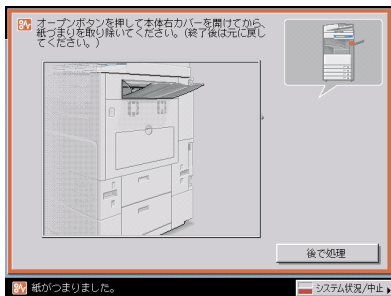 オープンボタンを押して本体右カバーを開けてから、
紙づまりを取り除いてください。(終了後は元に戻し
てください。)
後で処理
紙がつまりました。
システム状況/中止